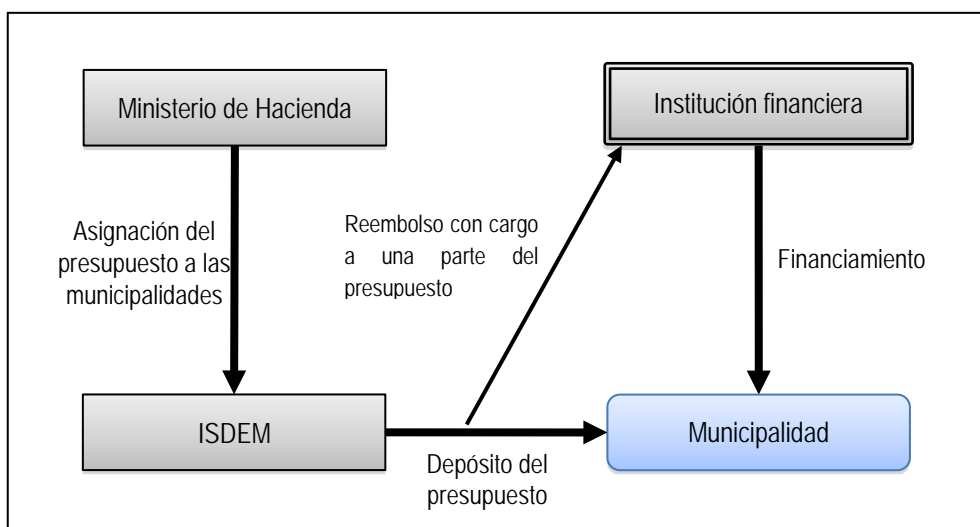 Ministerio de Hacienda
Institución financiera
Asignación del
presupuesto a las
municipalidades
Reembolso con cargo
a una parte del
presupuesto
Financiamiento
ISDEM
Municipalidad
Depósito del
presupuesto